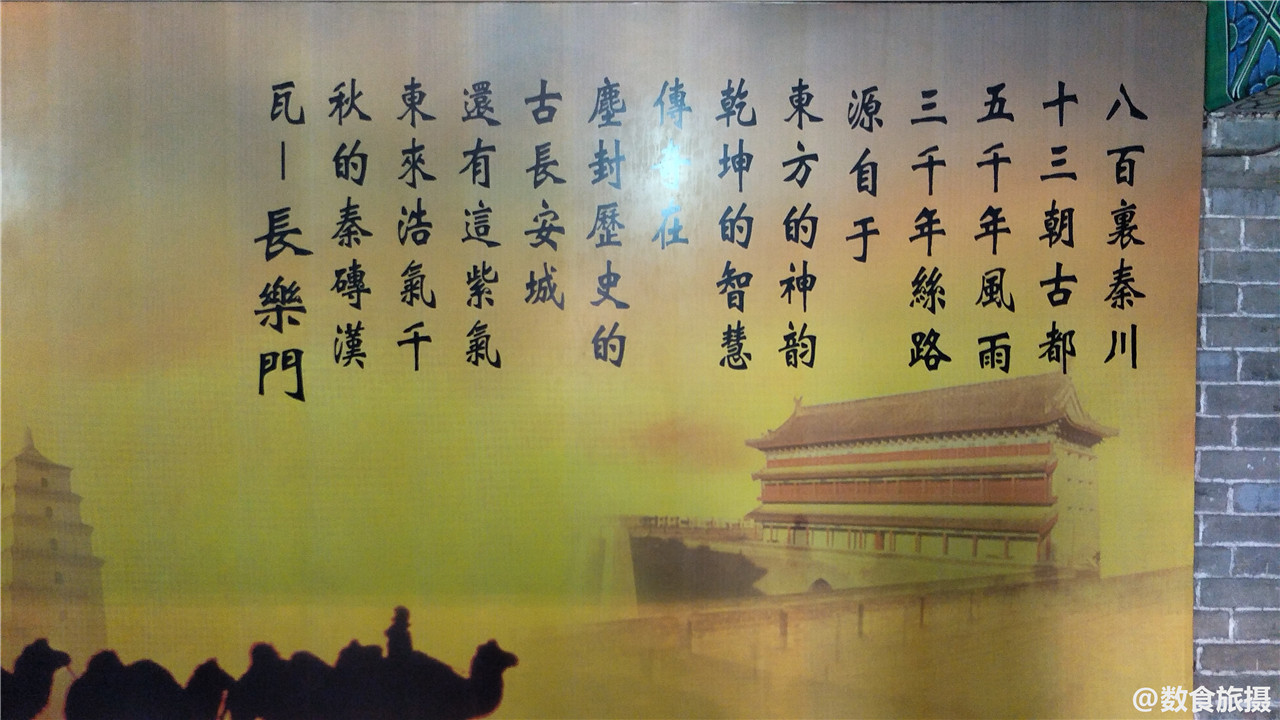 八百裏秦川
十三朝古都
五千年風雨
三千年絲路
源自于
東方的神韵
乾坤的智慧
傳奇在
塵封歷史的
古長安城
還有這紫氣
東來浩氣千
秋的秦磚漢
瓦—長樂門
@数食旅摄